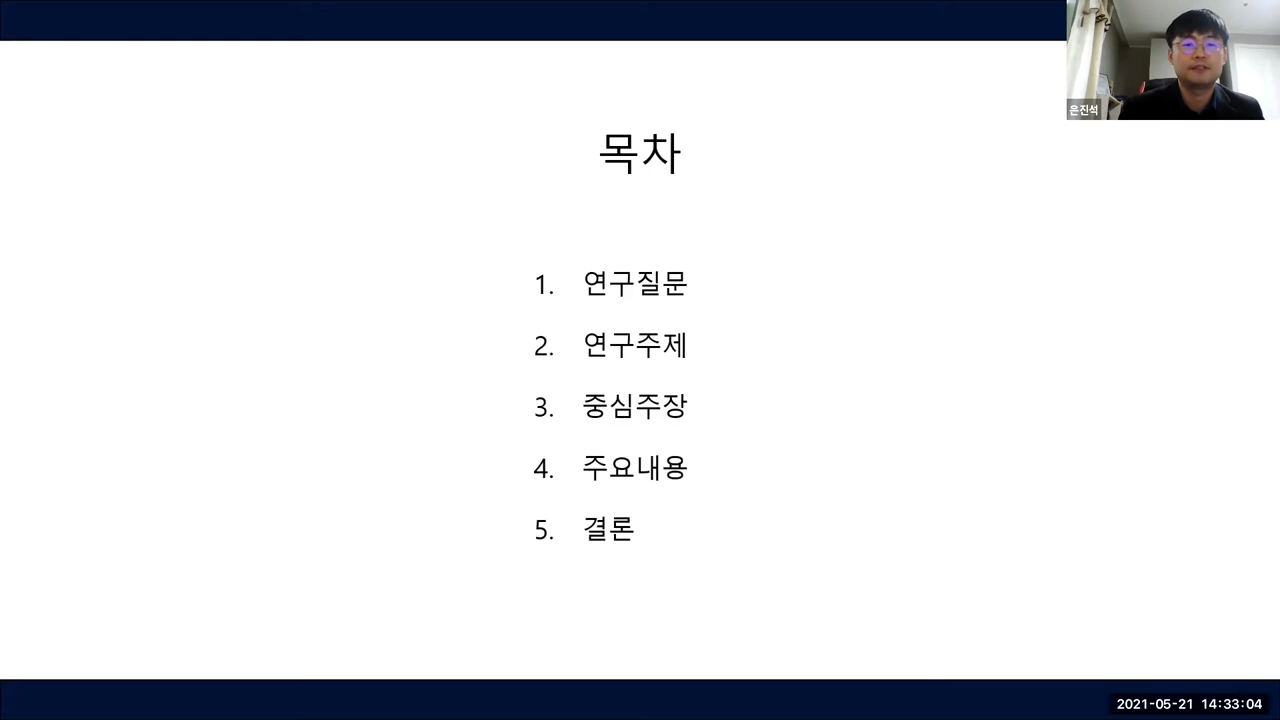 은진석
목차
1. 연구질문
2. 연구주제
3. 중심주장
4. 주요내용
5. 결론
2021-05-21 14:33:04